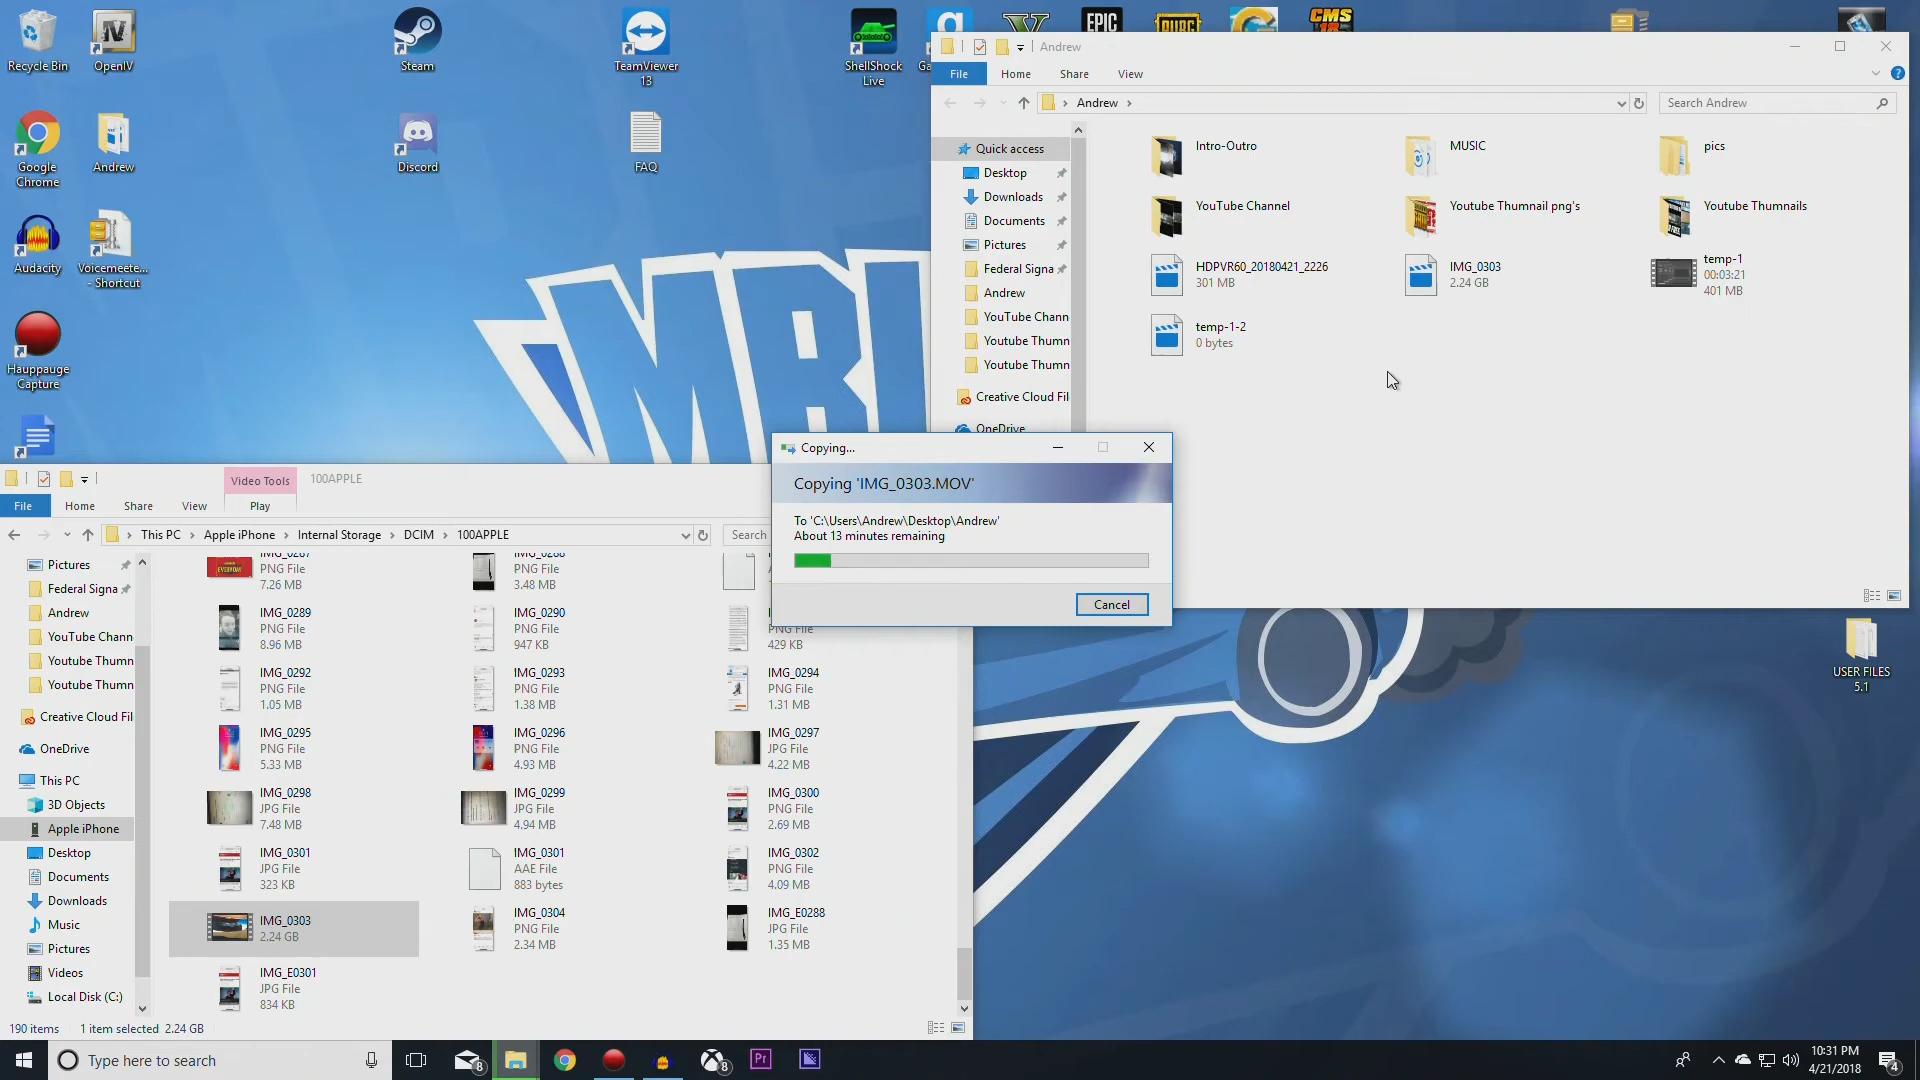 Recycle Bin
OpenIV
Steam
TeamViewer
13
ShellShock
Live
EPIC
PUBG
CMS
Google
Chrome
Andrew
Discord
FAQ
Audacity
Voicemeete...
- Shortcut
Hauppauge
Capture
Andrew
File
Home
Share
View
Andrew
Search Andrew
Quick access
Desktop
Downloads
Documents
Pictures
Federal Signa
Andrew
YouTube Chann
Youtube Thumn
Youtube Thumn
Creative Cloud Fil
OneDrive
Intro-Outro
MUSIC
pics
YouTube Channel
Youtube Thumnail png's
Youtube Thumnails
HDPVR60_20180421_2226
301 MB
IMG_0303
2.24 GB
temp-1
00:03:21
401 MB
temp-1-2
0 bytes
Copying...
Copying 'IMG_0303.MOV'
To 'C:\Users\Andrew\Desktop\Andrew'
About 13 minutes remaining
Cancel
Video Tools
100APPLE
File
Home
Share
View
Play
This PC
Apple iPhone
Internal Storage
DCIM
100APPLE
Search
Pictures
Federal Signa
Andrew
YouTube Chann
Youtube Thumn
Youtube Thumn
Creative Cloud Fil
OneDrive
This PC
3D Objects
Apple iPhone
Desktop
Documents
Downloads
Music
Pictures
Videos
Local Disk (C:)
IMG_0287
PNG File
7.26 MB
IMG_0288
PNG File
3.48 MB
IMG_0289
PNG File
8.96 MB
IMG_0290
PNG File
947 KB
PNG File
429 KB
IMG_0292
PNG File
1.05 MB
IMG_0293
PNG File
1.38 MB
IMG_0294
PNG File
1.31 MB
IMG_0295
PNG File
5.33 MB
IMG_0296
PNG File
4.93 MB
IMG_0297
JPG File
4.22 MB
IMG_0298
JPG File
7.48 MB
IMG_0299
JPG File
4.94 MB
IMG_0300
PNG File
2.69 MB
IMG_0301
JPG File
323 KB
IMG_0301
AAE File
883 bytes
IMG_0302
PNG File
4.09 MB
IMG_0303
2.24 GB
IMG_0304
PNG File
2.34 MB
IMG_E0288
JPG File
1.35 MB
IMG_E0301
JPG File
834 KB
190 items
1 item selected 2.24 GB
USER FILES
5.1
Type here to search
8
8
Pr
10:31 PM
4/21/2018
4